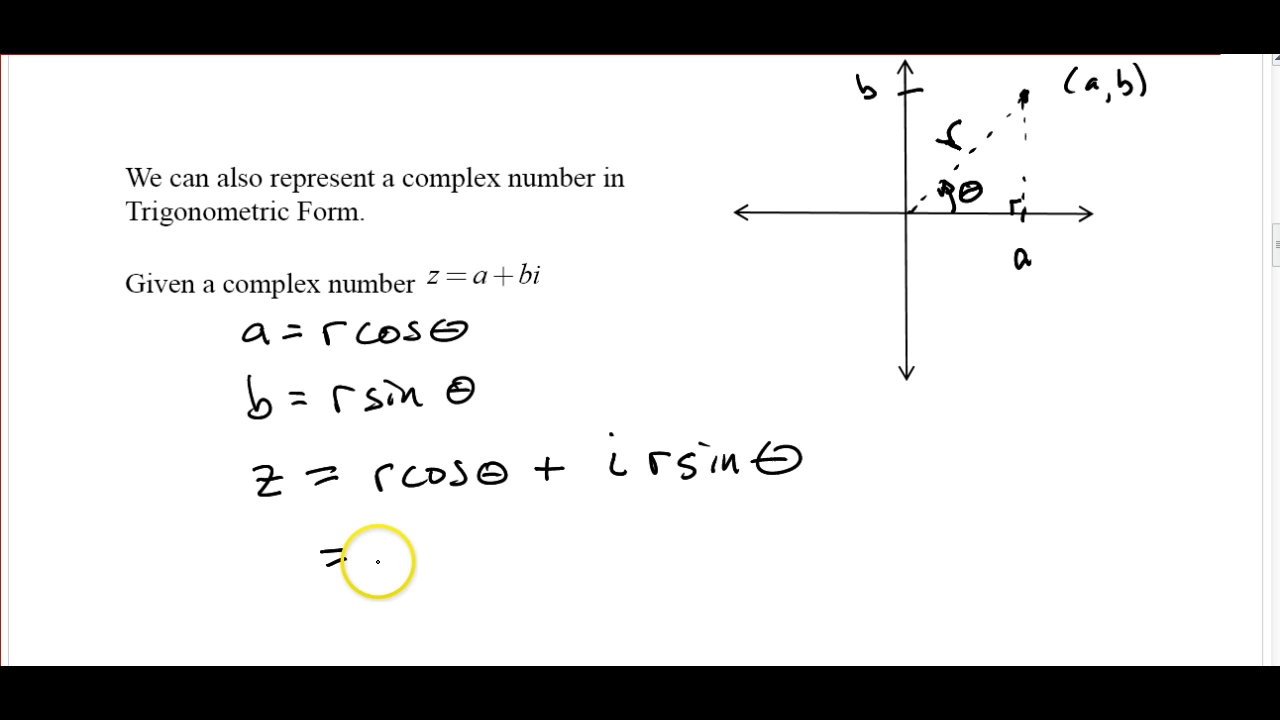 b
(a,b)
r
θ
a
We can also represent a complex number in
Trigonometric Form.
Given a complex number z = a + bi
a = r cos θ
b = r sin θ
z = r cos θ + i r sin θ
=